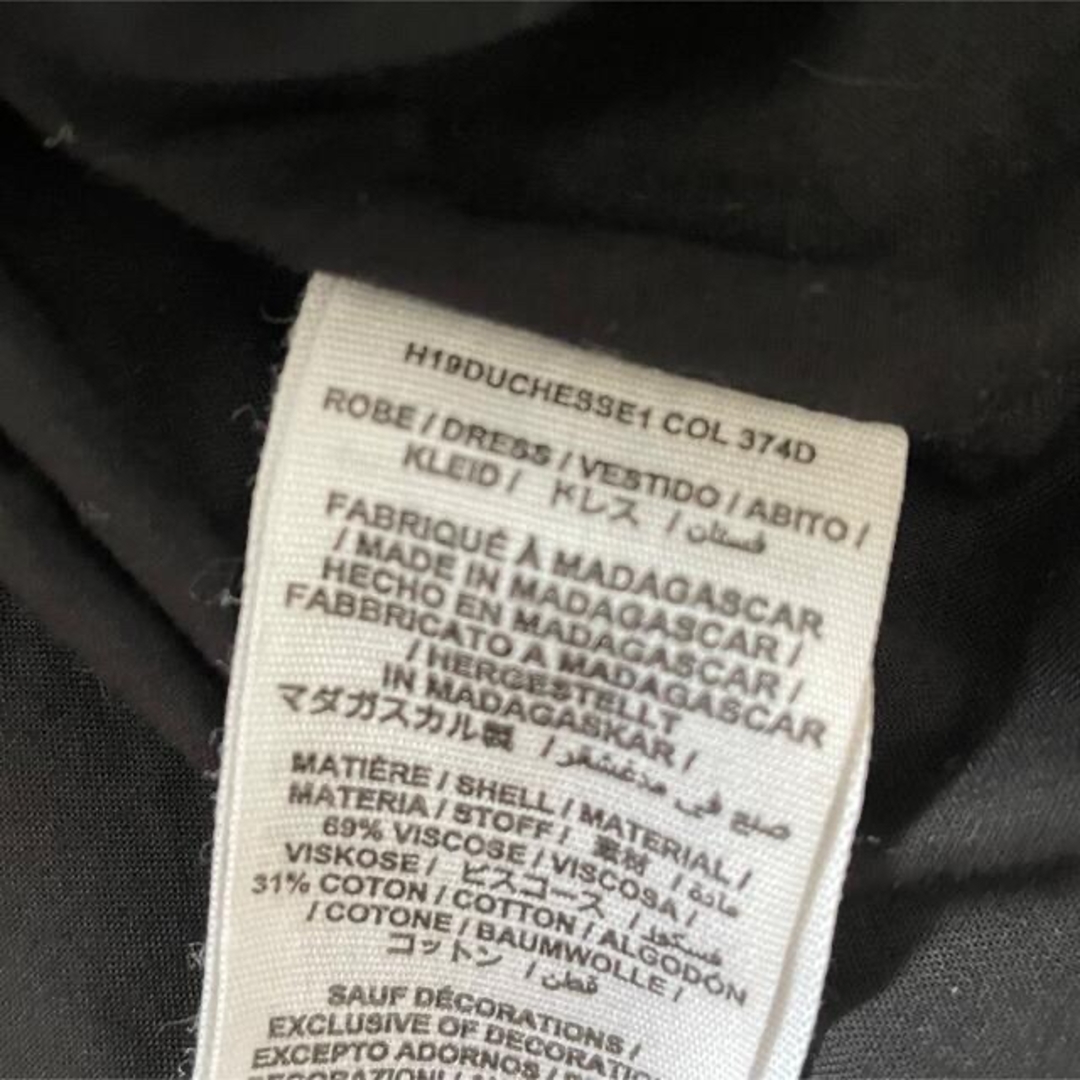 H19DUCHESSE1 COL 374D
ROBE / DRESS / VESTIDO / ABITO /
KLEID / ドレス / فستان
FABRIQUÉ À MADAGASCAR
/ MADE IN MADAGASCAR /
HECHO EN MADAGASCAR /
FABBRICATO A MADAGASCAR
/ HERGESTELLT
IN MADAGASKAR /
マダガスカル製 / صنع في مدغشقر
MATIÈRE / SHELL / MATERIAL /
MATERIA / STOFF / 素材 / مادة
69% VISCOSE / VISCOSA /
VISKOSE / ビスコース / فسكوز
31% COTON / COTTON / ALGODÓN
/ COTONE / BAUMWOLLE /
コットン / قطن
SAUF DÉCORATIONS /
EXCLUSIVE OF DECORATI
EXCEPTO ADORNOS /